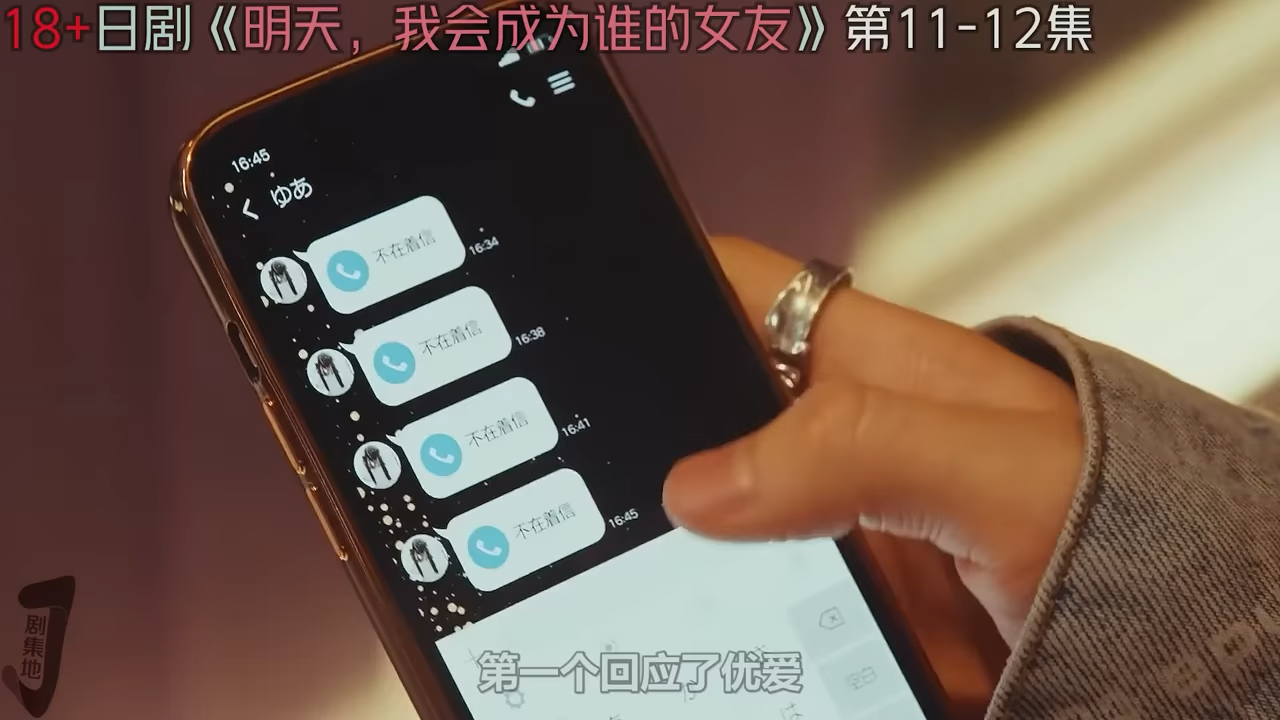 18+日剧《明天，我会成为谁的女友》第11-12集
16:45
ゆあ
不在着信
16:34
不在着信
16:38
不在着信
16:41
不在着信
16:45
剧集地
第一个回应了优爱
は